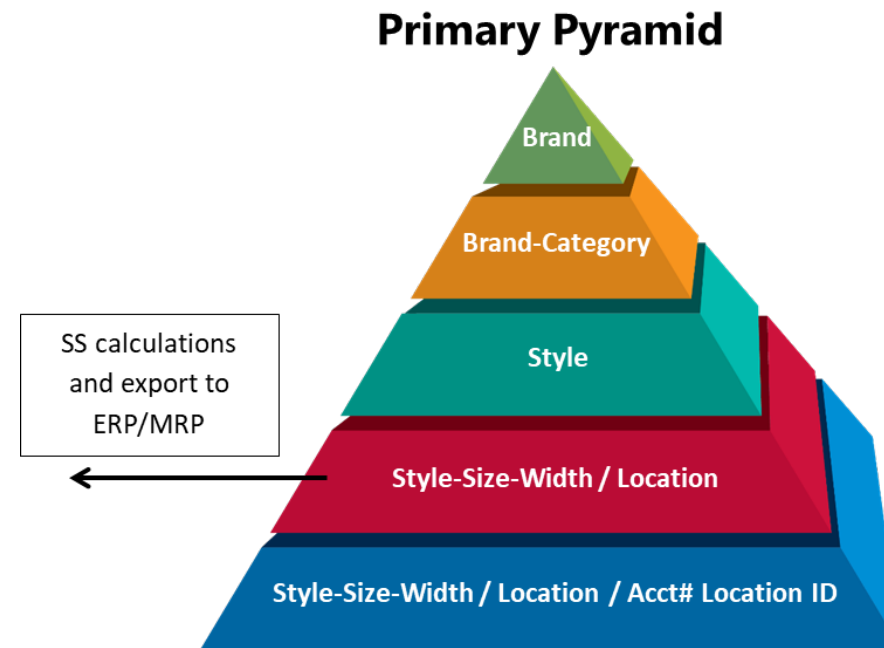 Primary Pyramid
Brand
Brand-Category
SS calculations
and export to
ERP/MRP
Style
Style-Size-Width / Location
Style-Size-Width / Location / Acct# Location ID